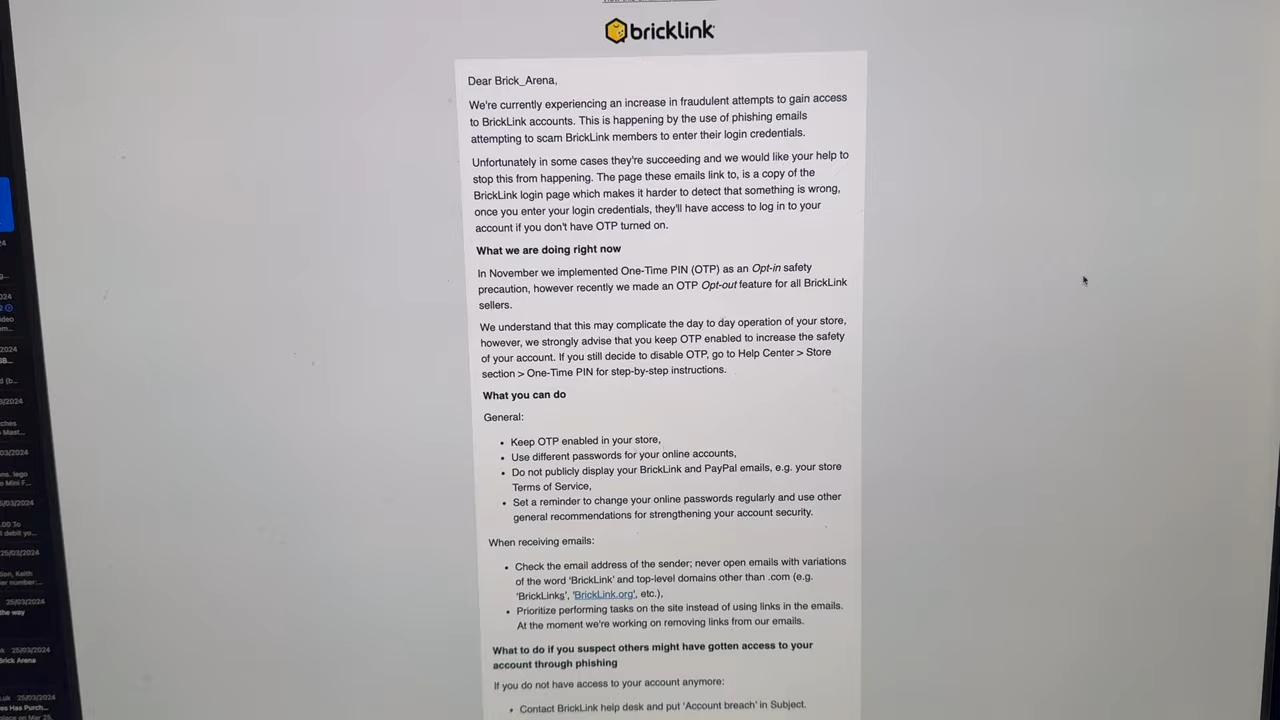 bricklink
Dear Brick_Arena,
We're currently experiencing an increase in fraudulent attempts to gain access
to BrickLink accounts. This is happening by the use of phishing emails
attempting to scam BrickLink members to enter their login credentials.
Unfortunately in some cases they're succeeding and we would like your help to
stop this from happening. The page these emails link to, is a copy of the
BrickLink login page which makes it harder to detect that something is wrong,
once you enter your login credentials, they'll have access to log in to your
account if you don't have OTP turned on.
What we are doing right now
In November we implemented One-Time PIN (OTP) as an Opt-in safety
precaution, however recently we made an OTP Opt-out feature for all BrickLink
sellers.
We understand that this may complicate the day to day operation of your store,
however, we strongly advise that you keep OTP enabled to increase the safety
of your account. If you still decide to disable OTP, go to Help Center > Store
section > One-Time PIN for step-by-step instructions.
What you can do
General:
• Keep OTP enabled in your store,
• Use different passwords for your online accounts,
• Do not publicly display your BrickLink and PayPal emails, e.g. your store
Terms of Service,
• Set a reminder to change your online passwords regularly and use other
general recommendations for strengthening your account security.
When receiving emails:
• Check the email address of the sender; never open emails with variations
of the word 'BrickLink' and top-level domains other than .com (e.g.
'BrickLinks', 'BrickLink.org', etc.),
• Prioritize performing tasks on the site instead of using links in the emails.
At the moment we're working on removing links from our emails.
What to do if you suspect others might have gotten access to your
account through phishing
If you do not have access to your account anymore:
• Contact BrickLink help desk and put 'Account breach' in Subject.
25/03/2024
25/03/2024
the way
25/03/2024
Brick Arena
25/03/2024